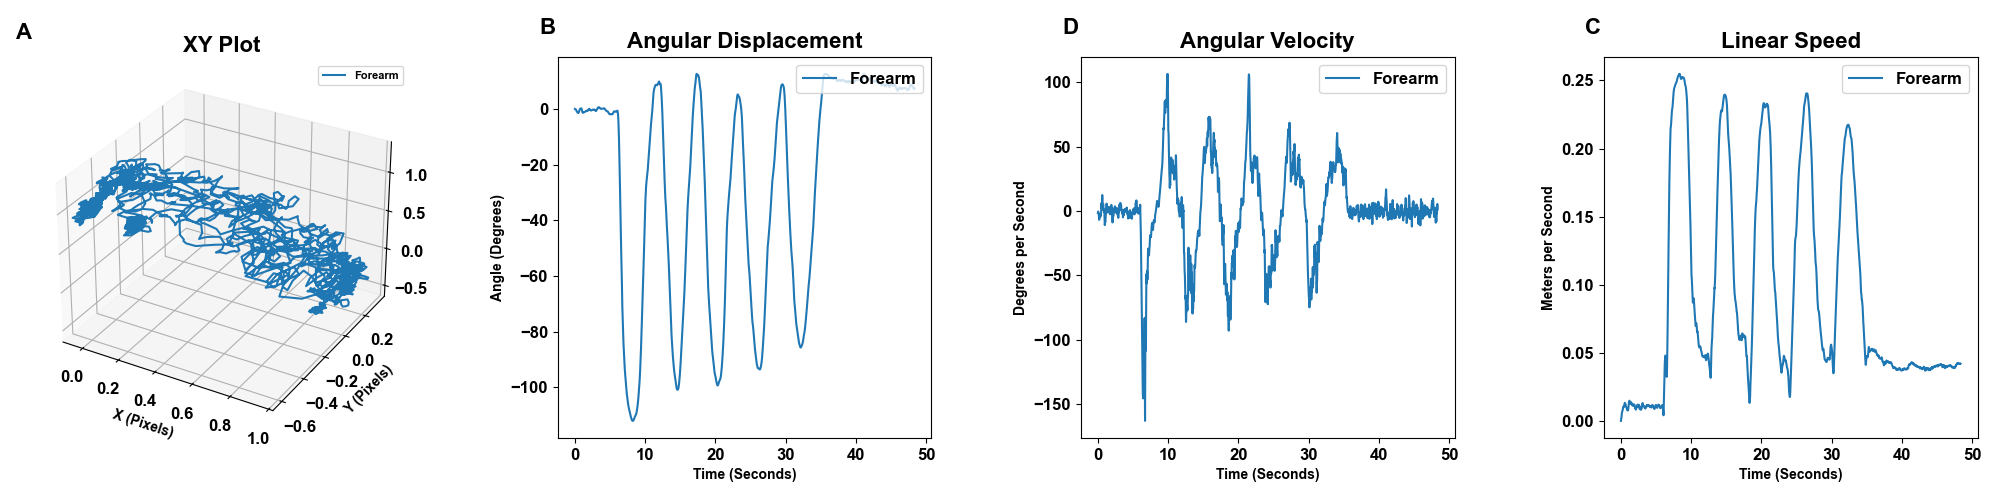 A
XY Plot
Forearm
1.0
0.5
0.0
−0.5
0.0
0.2
0.4
0.6
0.8
1.0
X (Pixels)
0.2
0.0
−0.2
−0.4
−0.6
Y (Pixels)
B
Angular Displacement
Forearm
0
−20
−40
−60
−80
−100
Angle (Degrees)
0 10 20 30 40 50
Time (Seconds)
D
Angular Velocity
Forearm
100
50
0
−50
−100
−150
Degrees per Second
0 10 20 30 40 50
Time (Seconds)
C
Linear Speed
Forearm
0.25
0.20
0.15
0.10
0.05
0.00
Meters per Second
0 10 20 30 40 50
Time (Seconds)